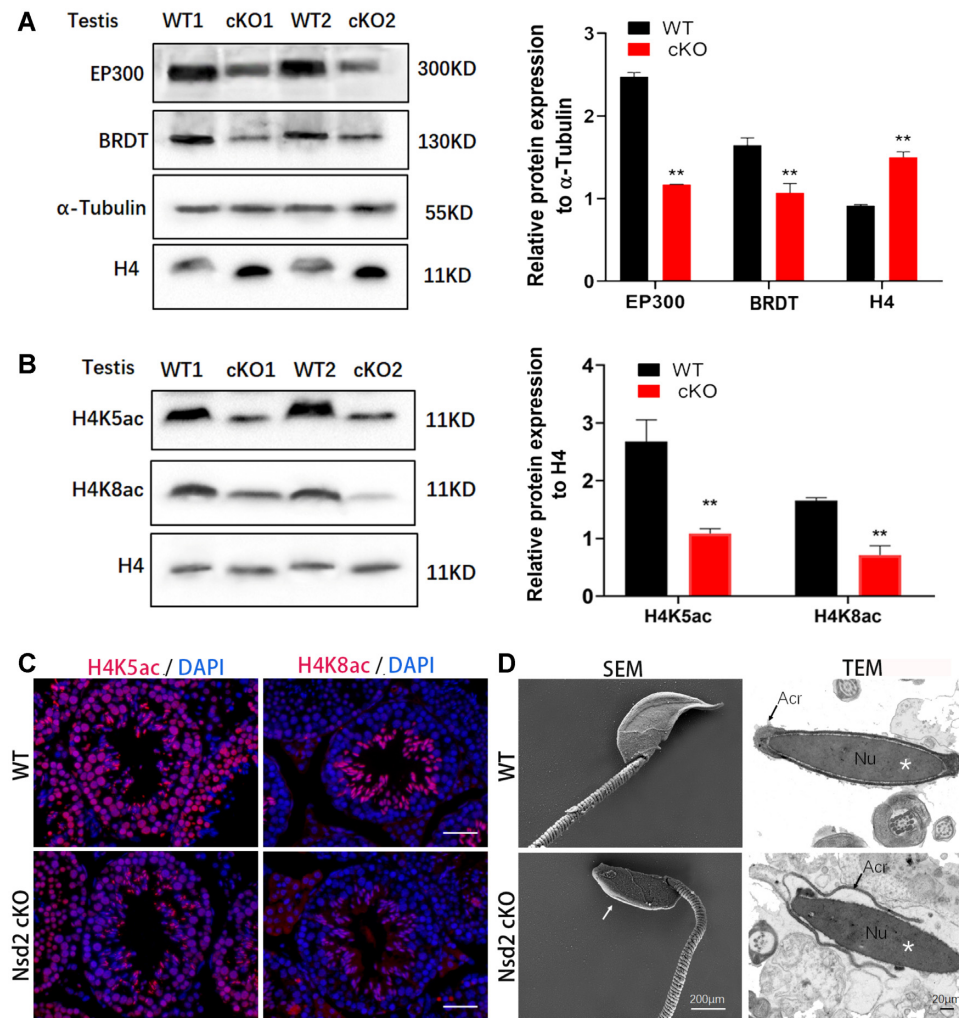 A
Testis WT1 cKO1 WT2 cKO2
EP300 300KD
BRDT 130KD
α-Tubulin 55KD
H4 11KD
WT
cKO
Relative protein expression
to α-Tubulin
3
2
1
0
** ** **
EP300 BRDT H4
B
Testis WT1 cKO1 WT2 cKO2
H4K5ac 11KD
H4K8ac 11KD
H4 11KD
WT
cKO
Relative protein expression
to H4
4
3
2
1
0
** **
H4K5ac H4K8ac
C
H4K5ac / DAPI H4K8ac / DAPI
WT
Nsd2 cKO
D
SEM TEM
WT
Acr
Nu *
Nsd2 cKO
Acr
Nu *
200μm 20μm